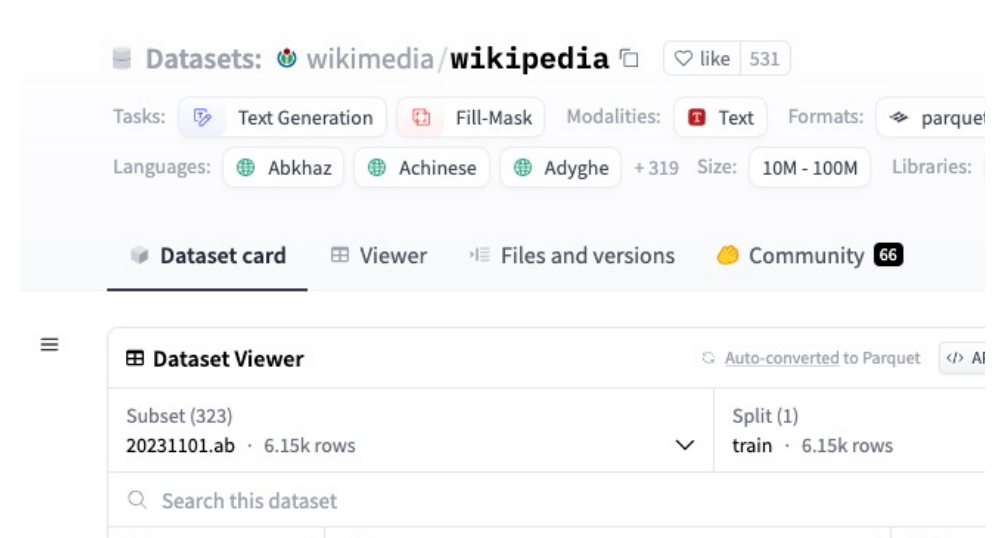 Datasets: wikimedia/wikipedia like 531
Tasks: Text Generation Fill-Mask Modalities: Text Formats: parquet
Languages: Abkhaz Achinese Adyghe +319 Size: 10M - 100M Libraries:
Dataset card Viewer Files and versions Community 66
Dataset Viewer Auto-converted to Parquet </>
Subset (323) Split (1)
20231101.ab · 6.15k rows train · 6.15k rows
Search this dataset